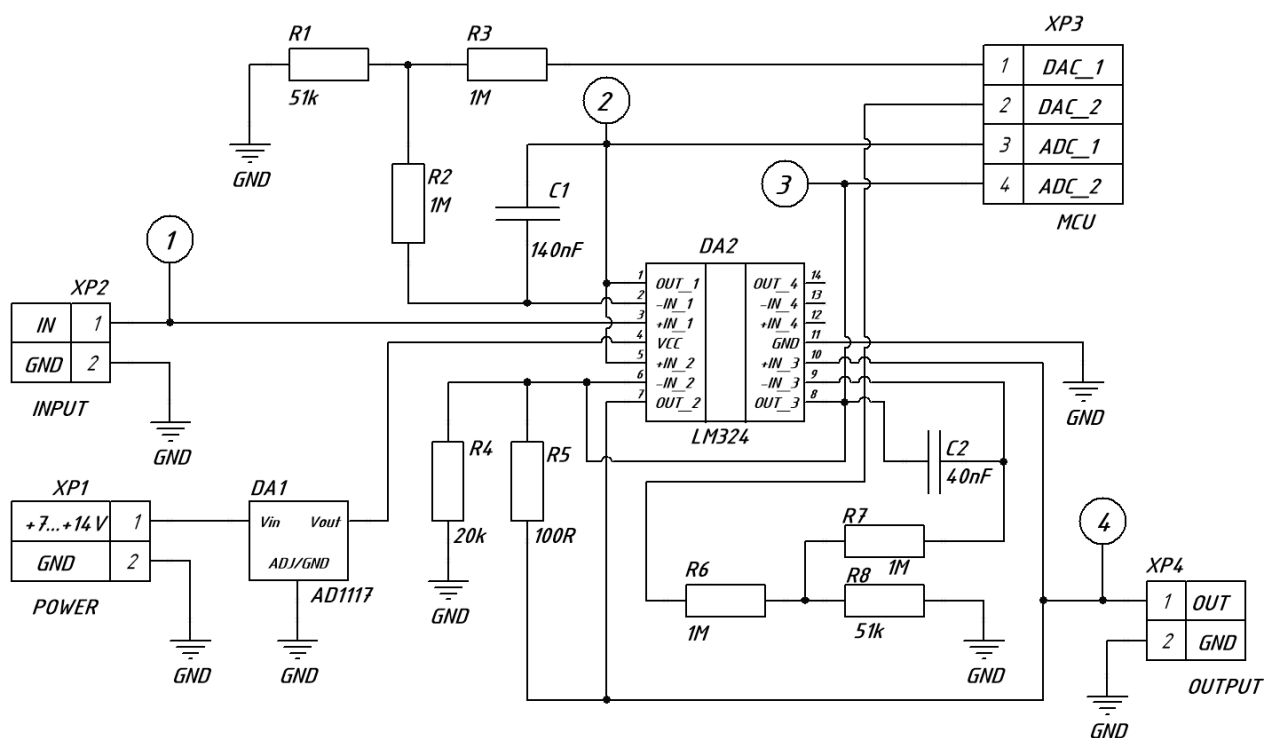 R1
51k
GND
R3
1M
2
XP3
1 DAC_1
2 DAC_2
3 ADC_1
4 ADC_2
MCU
R2
1M
C1
140nF
3
1
XP2
IN 1
GND 2
INPUT
GND
DA2
1 OUT_1 OUT_4 14
2 -IN_1 -IN_4 13
3 +IN_1 +IN_4 12
4 VCC GND 11
5 +IN_2 +IN_3 10
6 -IN_2 -IN_3 9
7 OUT_2 OUT_3 8
LM324
GND
R4
20k
GND
R5
100R
C2
40nF
XP1
+7...+14V 1
GND 2
POWER
GND
DA1
Vin Vout
ADJ/GND
AD1117
GND
R7
1M
R6
1M
R8
51k
GND
4
XP4
1 OUT
2 GND
OUTPUT
GND